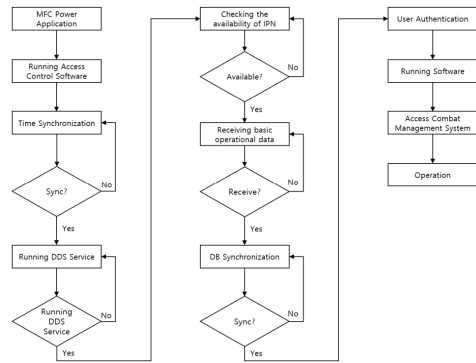 MFC Power
Application
Running Access
Control Software
Time Synchronization
Sync?
No
Yes
Running DDS Service
Running
DDS
Service
No
Yes
Checking the
availability of IPN
Available?
No
Yes
Receiving basic
operational data
Receive?
No
Yes
DB Synchronization
Sync?
No
Yes
User Authentication
Running Software
Access Combat
Management System
Operation